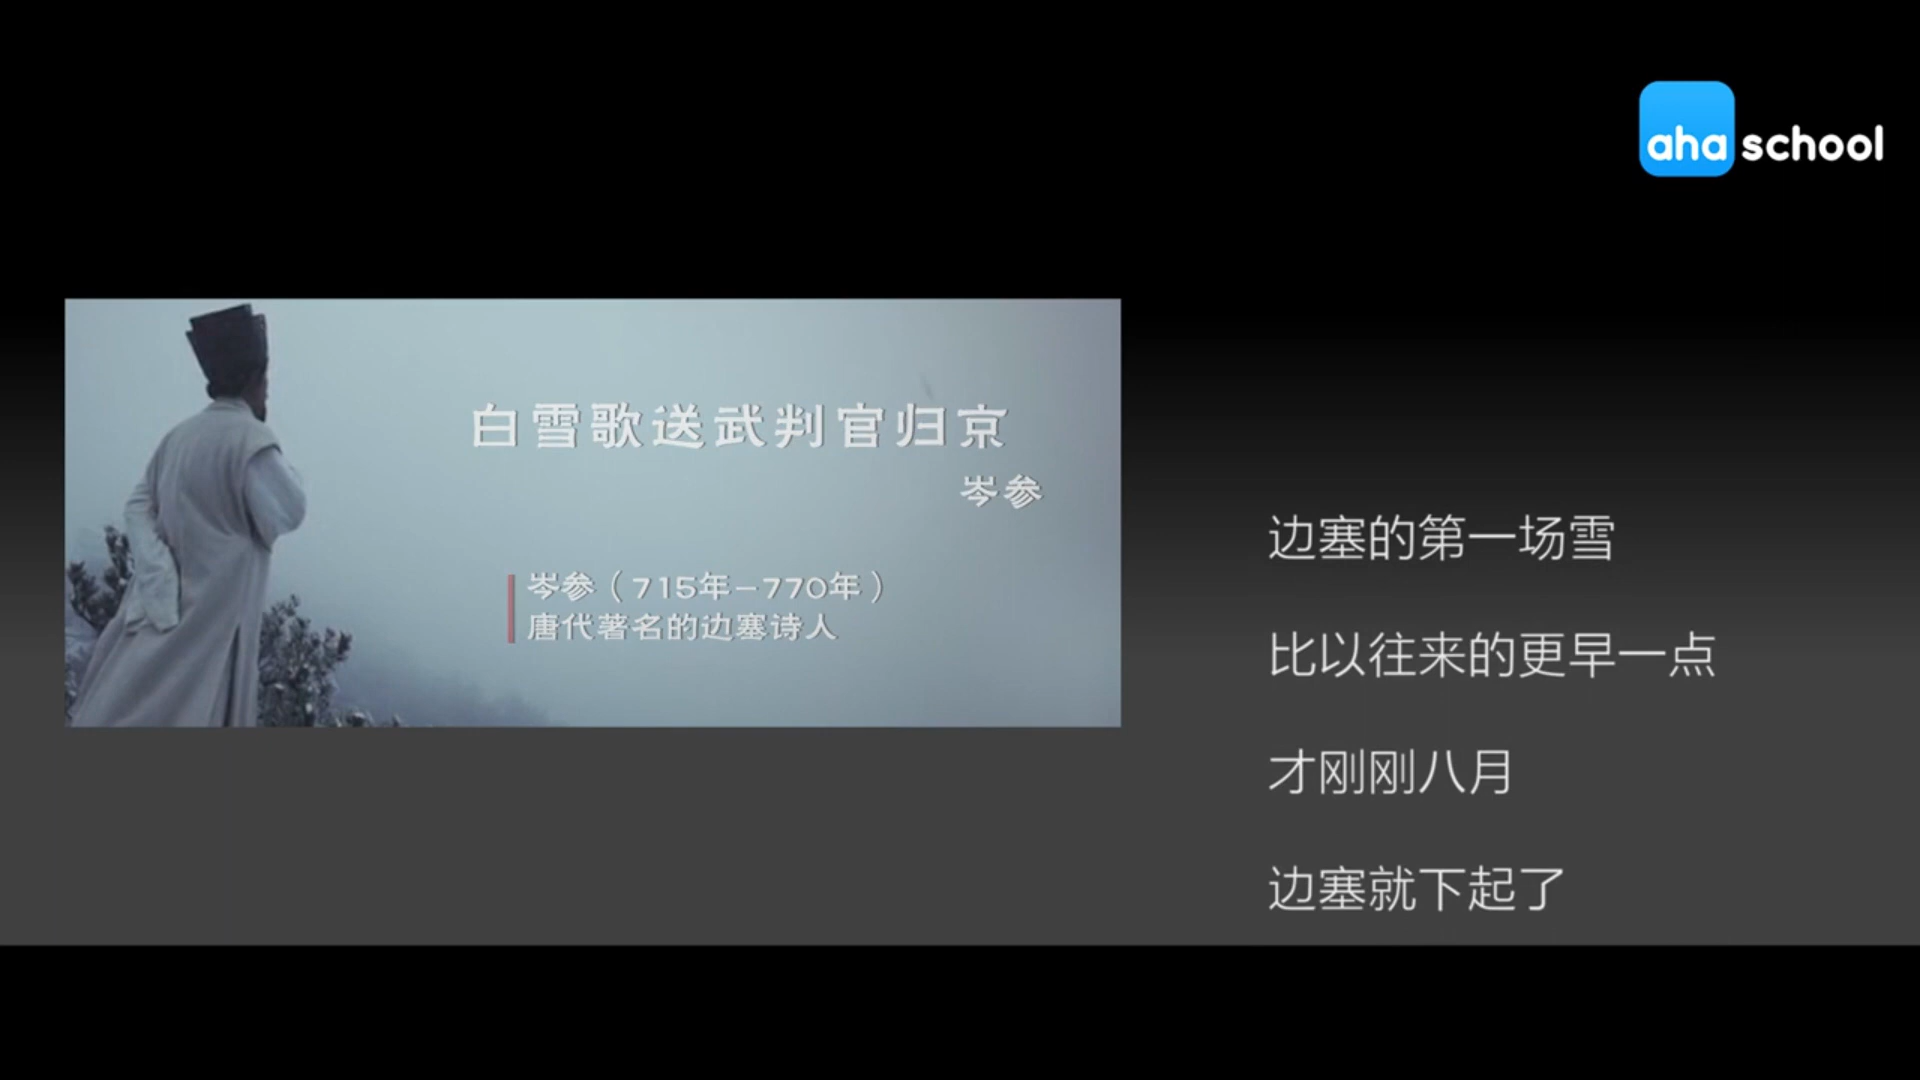 aha school
白雪歌送武判官归京
岑参
岑参（715年-770年）
唐代著名的边塞诗人
边塞的第一场雪
比以往来的更早一点
才刚刚八月
边塞就下起了